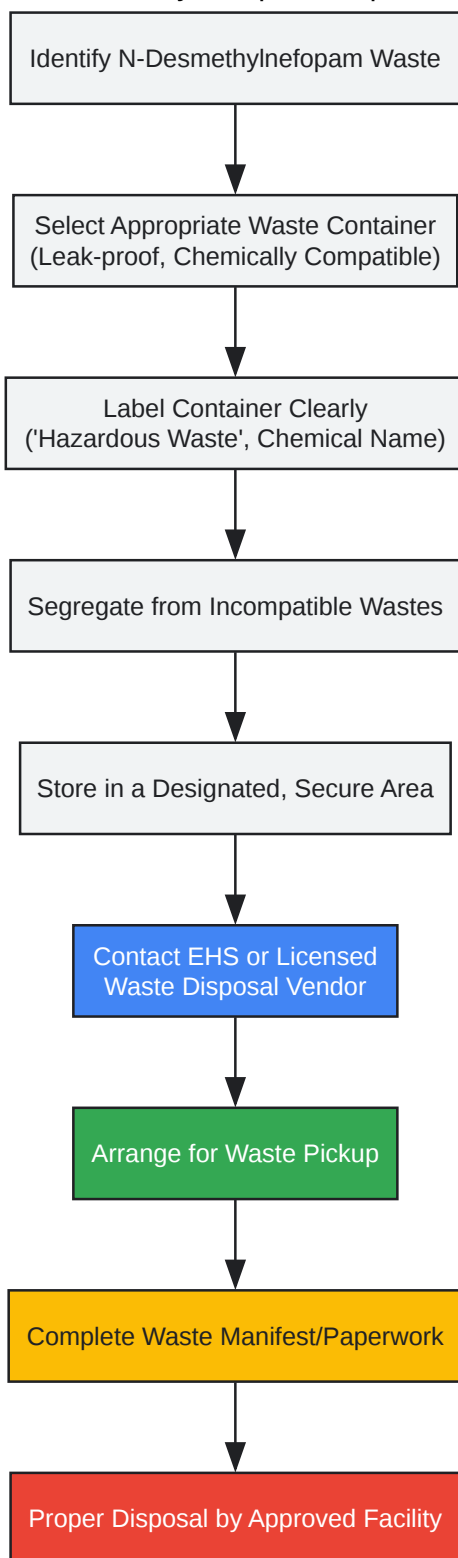 Identify N-Desmethylnefopam Waste
Select Appropriate Waste Container
(Leak-proof, Chemically Compatible)
Label Container Clearly
('Hazardous Waste', Chemical Name)
Segregate from Incompatible Wastes
Store in a Designated, Secure Area
Contact EHS or Licensed
Waste Disposal Vendor
Arrange for Waste Pickup
Complete Waste Manifest/Paperwork
Proper Disposal by Approved Facility